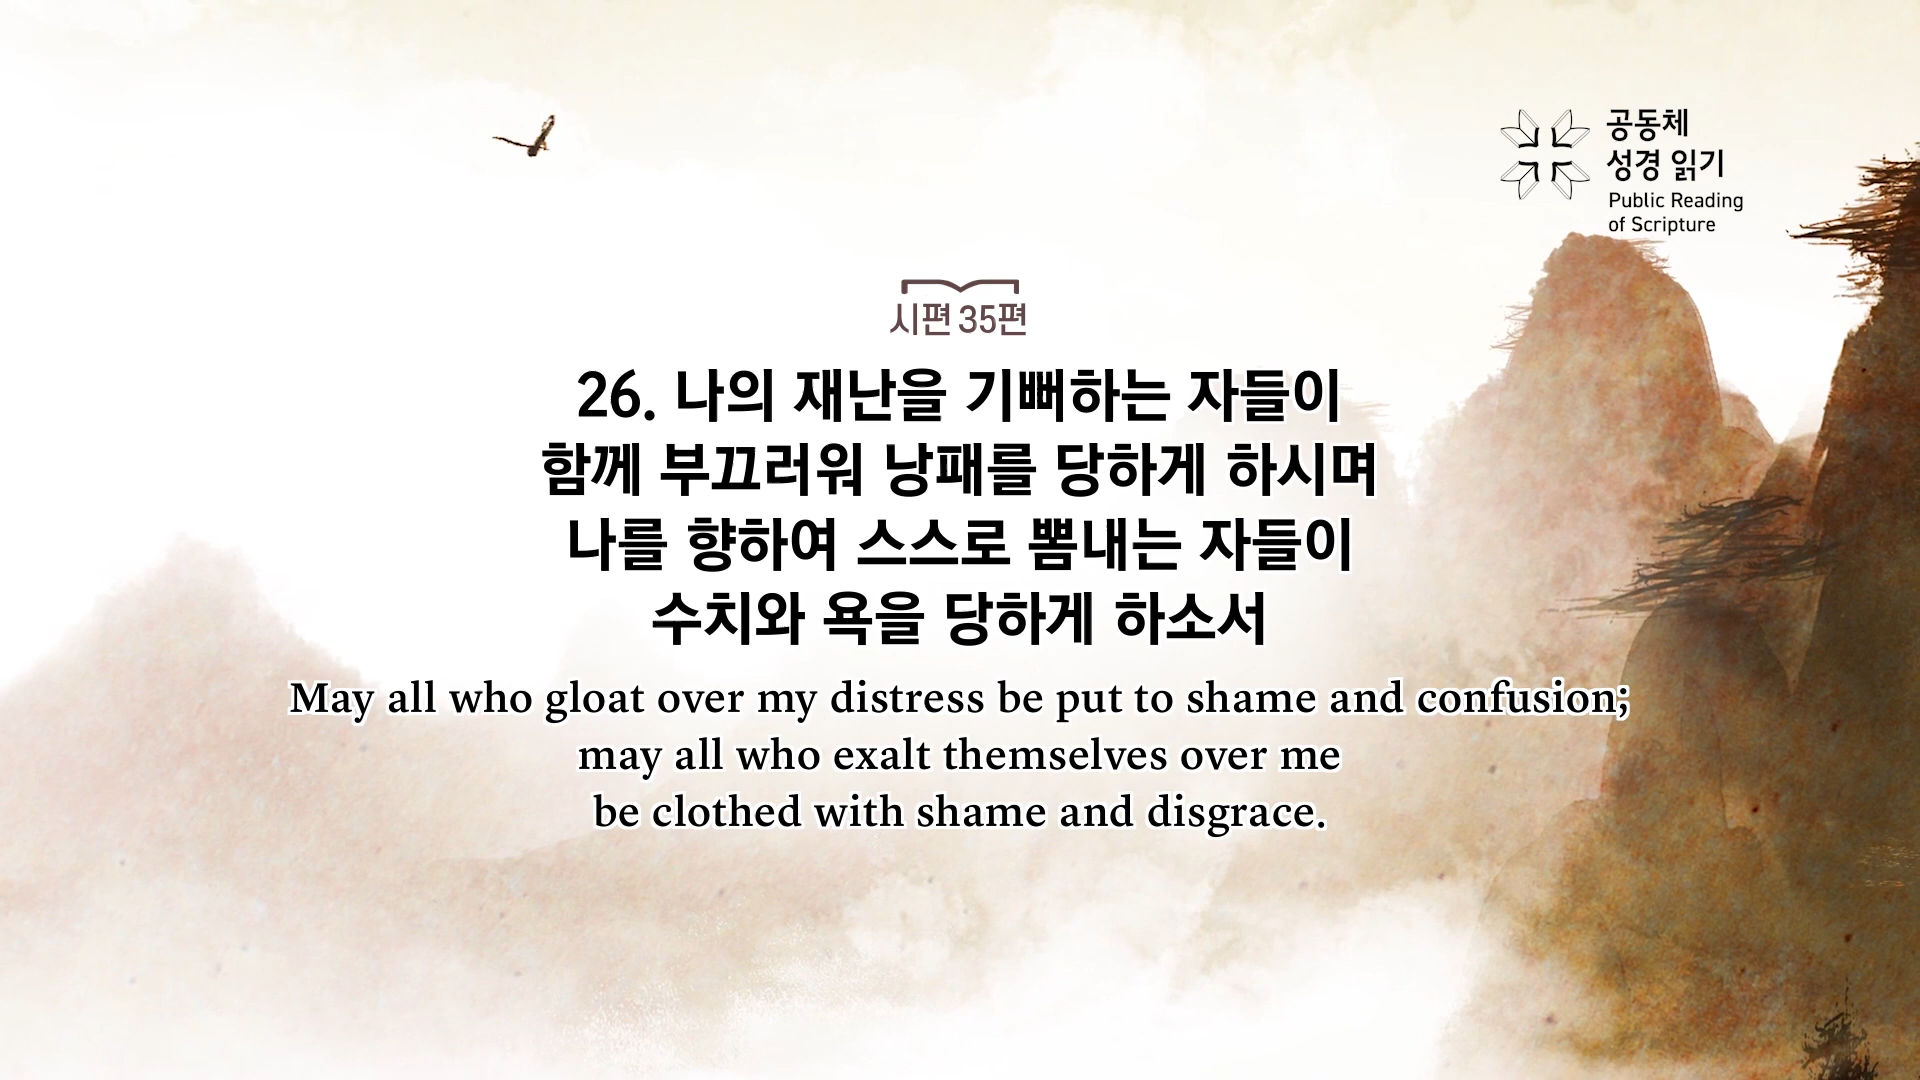 공동체
성경 읽기
Public Reading
of Scripture
시편 35편
26. 나의 재난을 기뻐하는 자들이
함께 부끄러워 낭패를 당하게 하시며
나를 향하여 스스로 뽐내는 자들이
수치와 욕을 당하게 하소서
May all who gloat over my distress be put to shame and confusion;
may all who exalt themselves over me
be clothed with shame and disgrace.